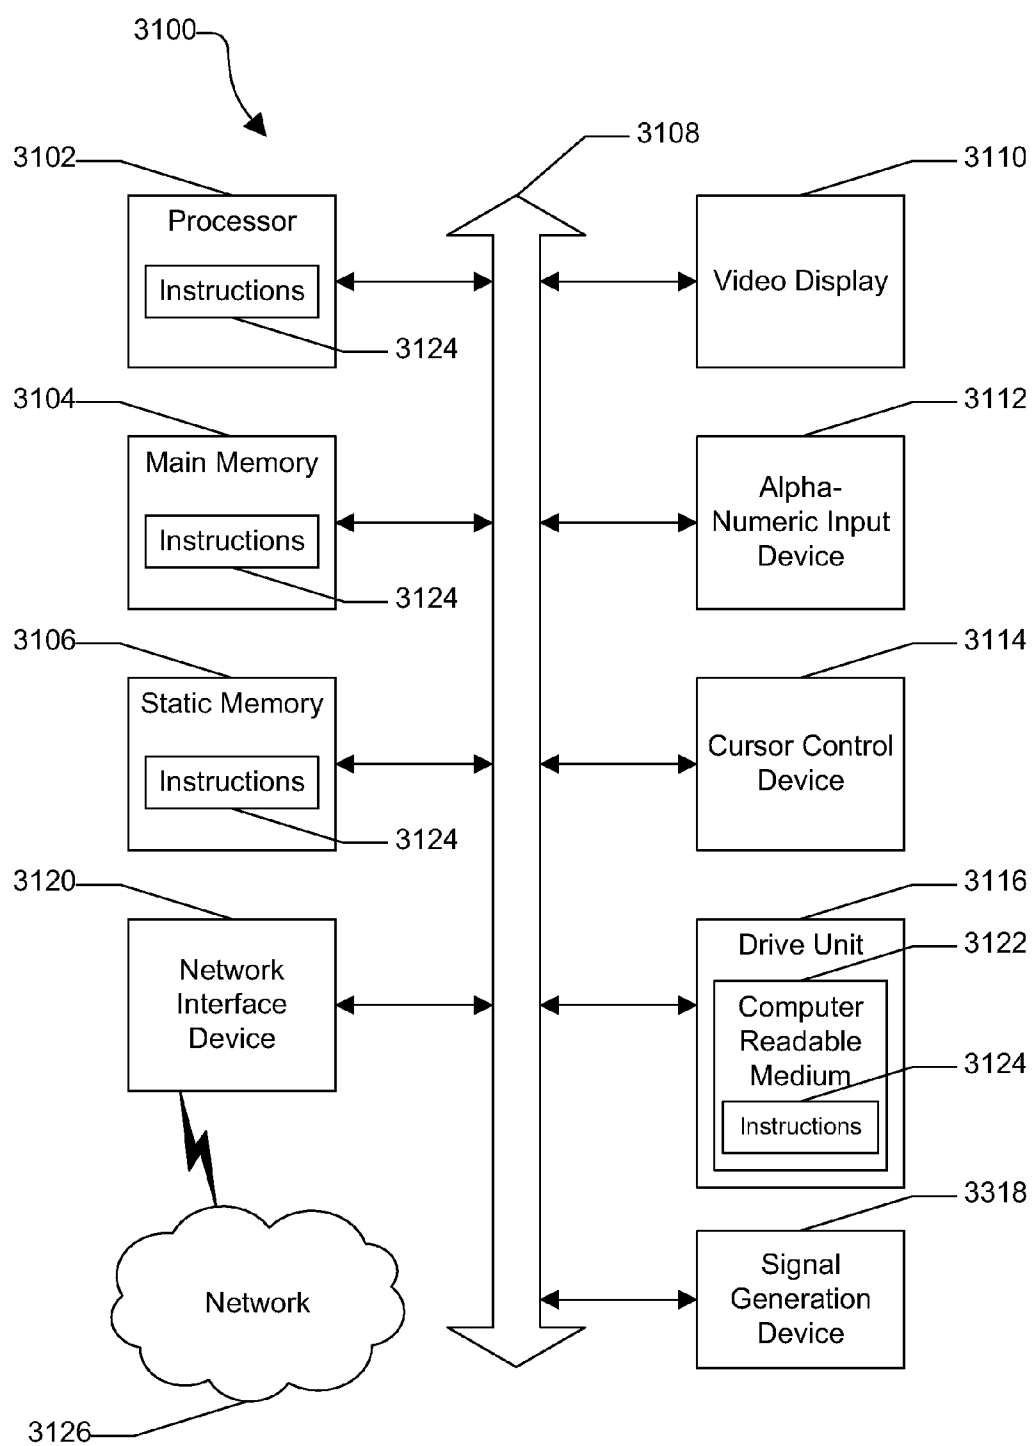 3100
3108
3102
Processor
Instructions
3124
3110
Video Display
3104
Main Memory
Instructions
3124
3112
Alpha-
Numeric Input
Device
3106
Static Memory
Instructions
3124
3114
Cursor Control
Device
3120
Network
Interface
Device
3116
Drive Unit
3122
Computer
Readable
Medium
3124
Instructions
3318
Signal
Generation
Device
Network
3126